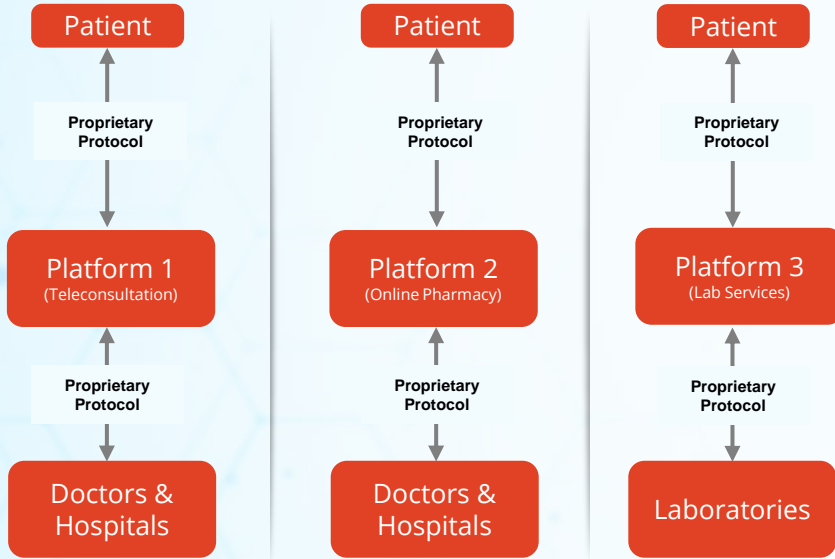 Patient
Proprietary
Protocol
Platform 1
(Teleconsultation)
Proprietary
Protocol
Doctors &
Hospitals
Patient
Proprietary
Protocol
Platform 2
(Online Pharmacy)
Proprietary
Protocol
Doctors &
Hospitals
Patient
Proprietary
Protocol
Platform 3
(Lab Services)
Proprietary
Protocol
Laboratories